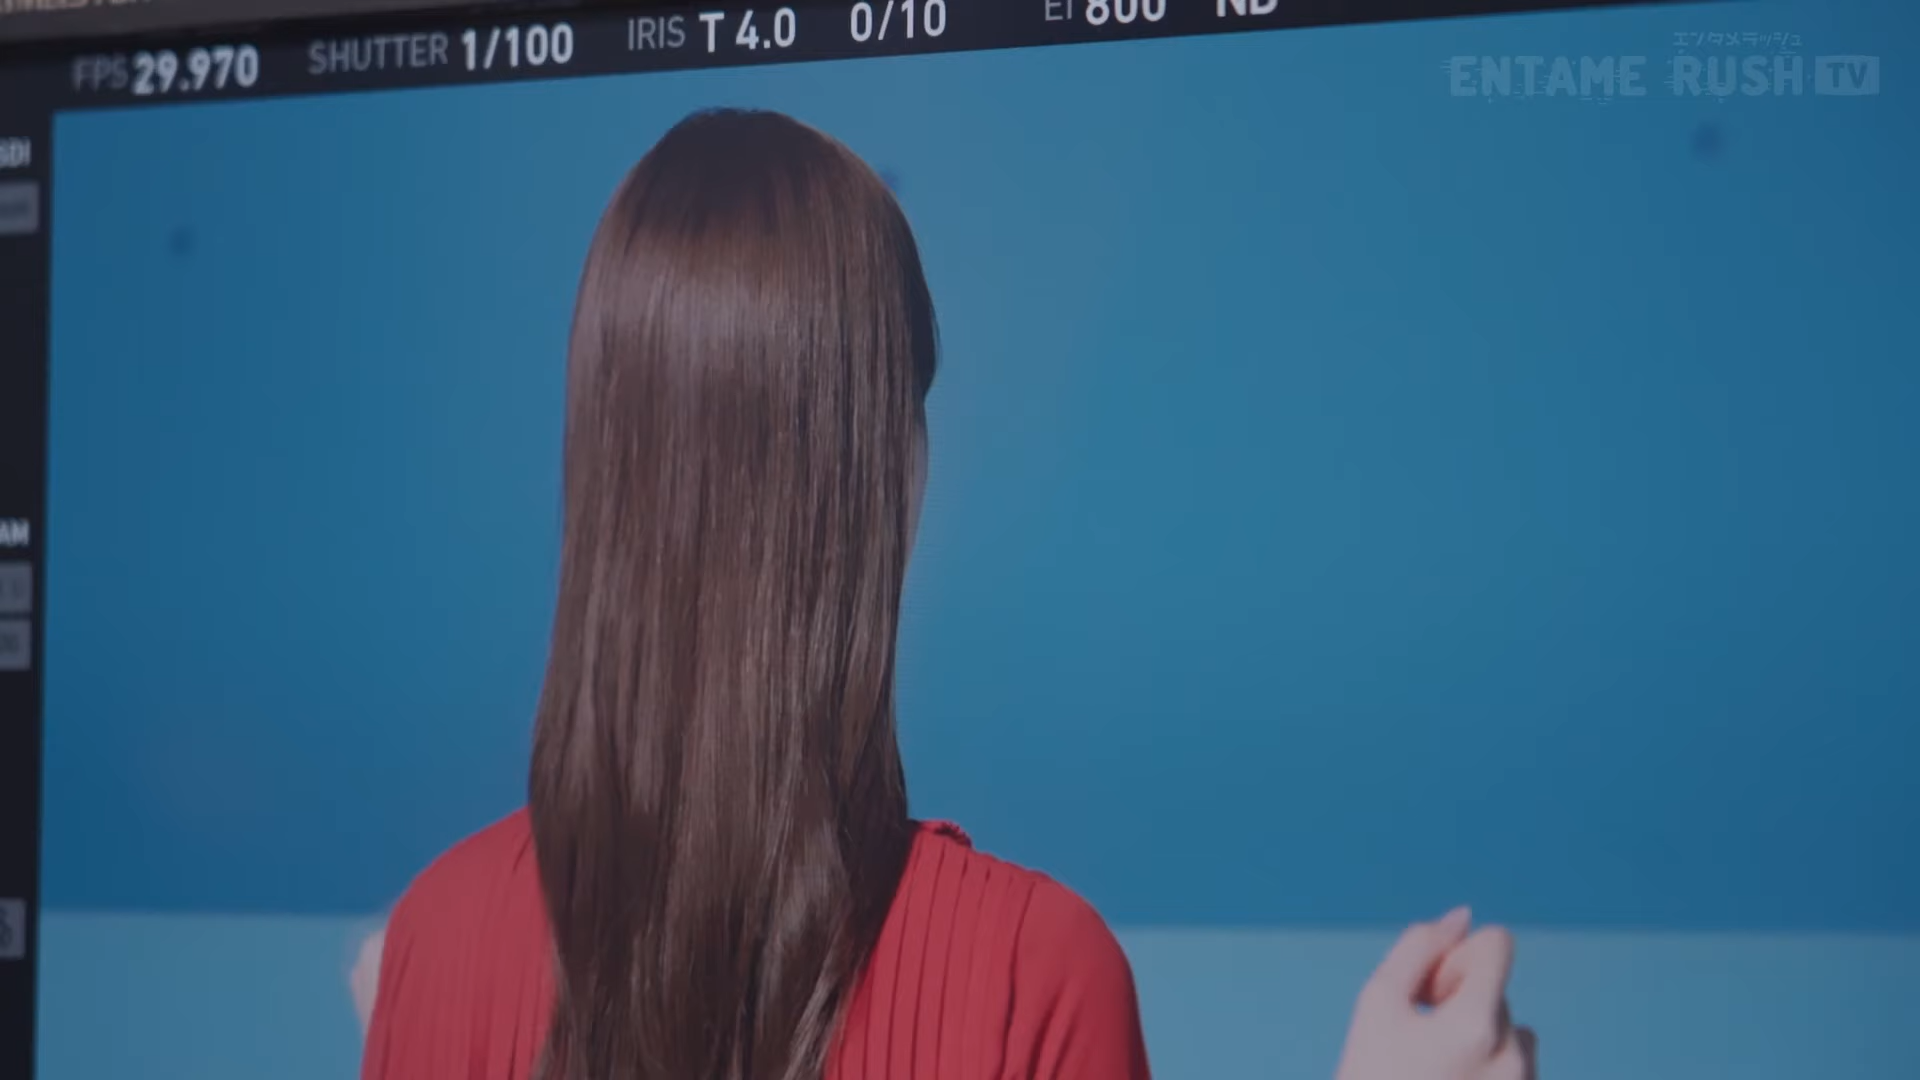 FPS 29.970 SHUTTER 1/100 IRIS T 4.0 0/10 EI 800 ND
エンタメラッシュ
ENTAME RUSH TV
AM